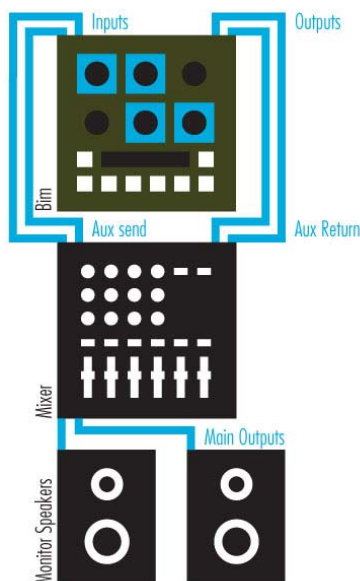 Inputs
Outputs
Bim
Aux send
Aux Return
Mixer
Main Outputs
Monitor Speakers